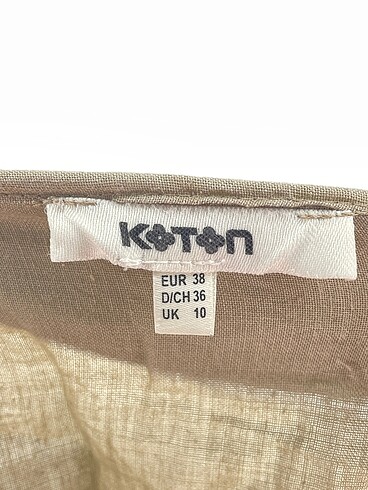 KOTON
EUR 38
D/CH 36
UK 10